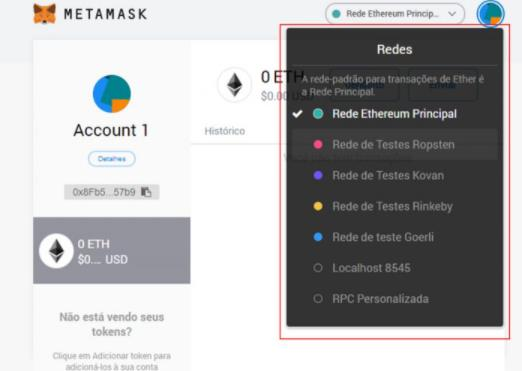 METAMASK
Rede Ethereum Princip...
Account 1
Detalhes
0x8Fb5...57b9
0 ETH
$0.... USD
Não está vendo seus
tokens?
Clique em Adicionar token para
adicioná-los à sua conta
0 ETH
$0.00
Histórico
Redes
A rede-padrão para transações de Ether é
a Rede Principal.
Rede Ethereum Principal
Rede de Testes Ropsten
Rede de Testes Kovan
Rede de Testes Rinkeby
Rede de teste Goerli
Localhost 8545
RPC Personalizada